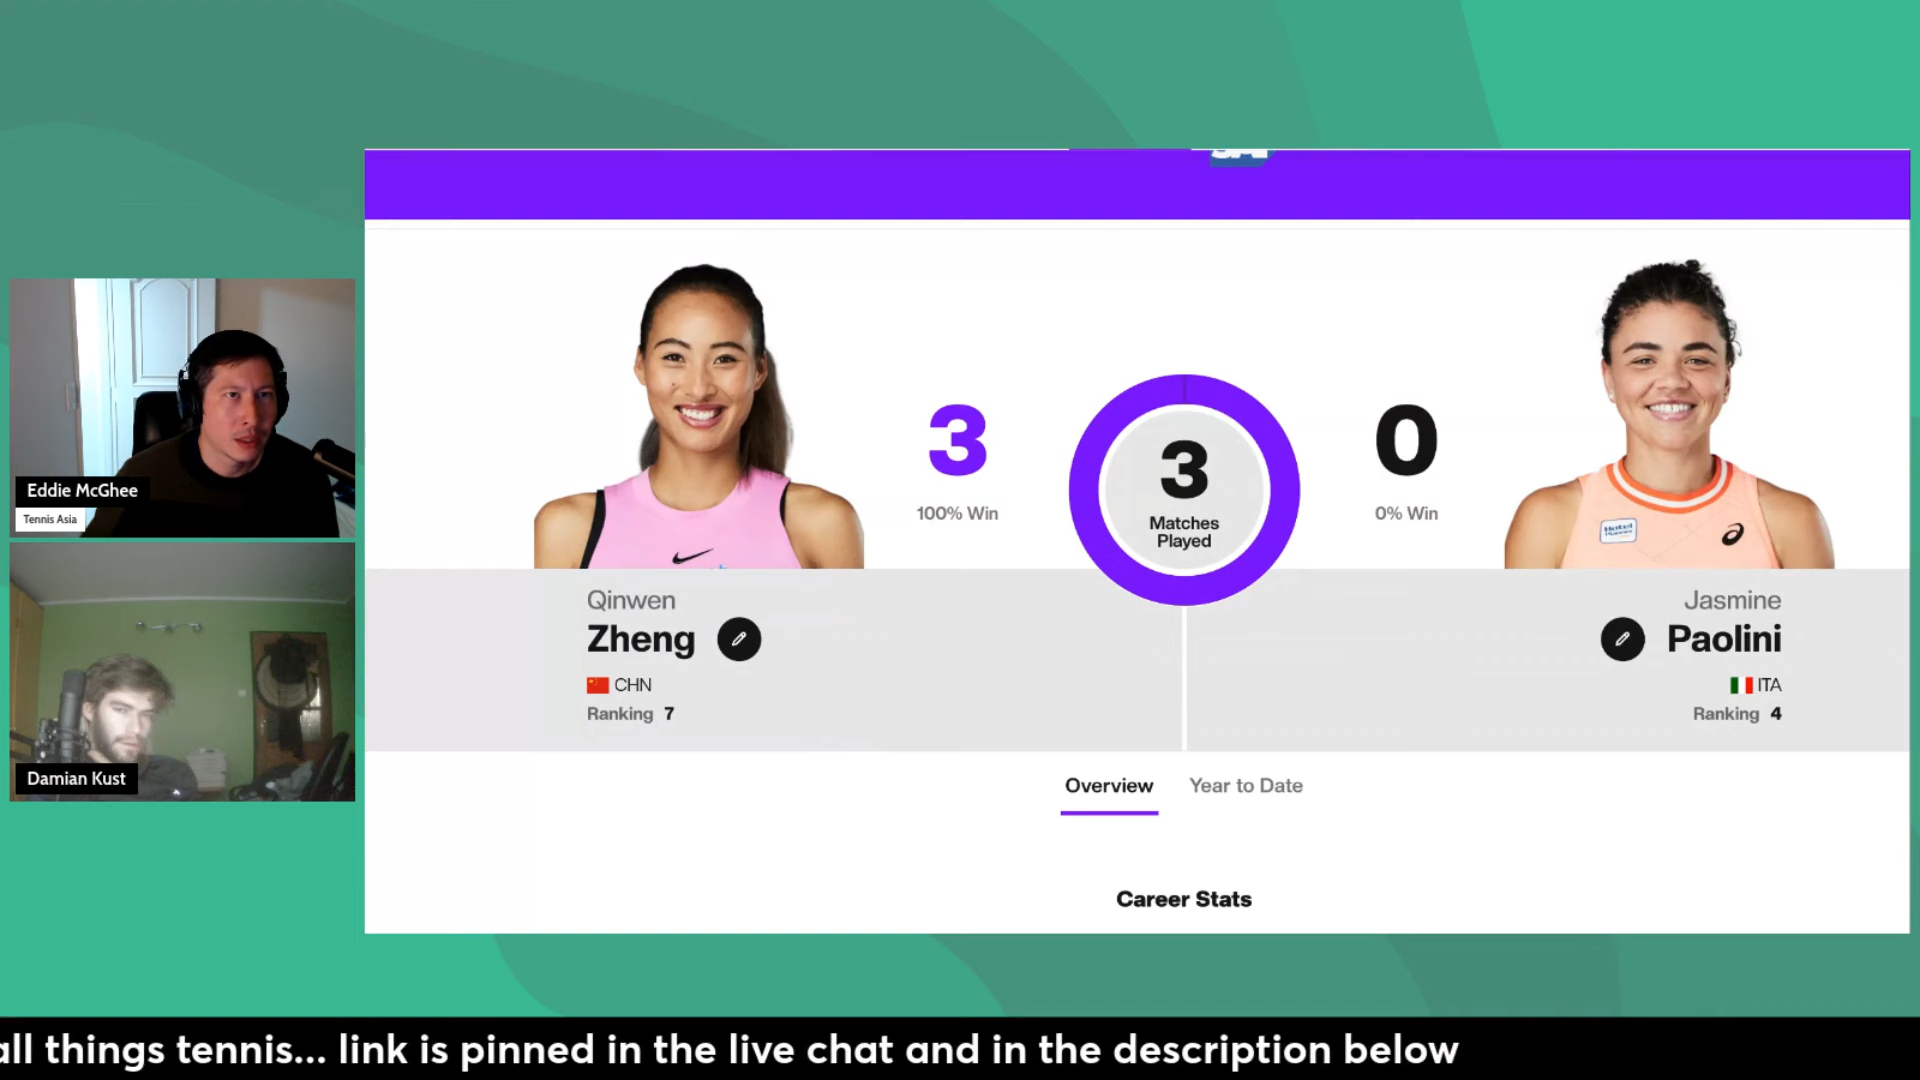 Eddie McGhee
Tennis Asia
Damian Kust
3
100% Win
3
Matches
Played
0
0% Win
Qinwen
Zheng
CHN
Ranking 7
Jasmine
Paolini
ITA
Ranking 4
Overview
Year to Date
Career Stats
all things tennis... link is pinned in the live chat and in the description below